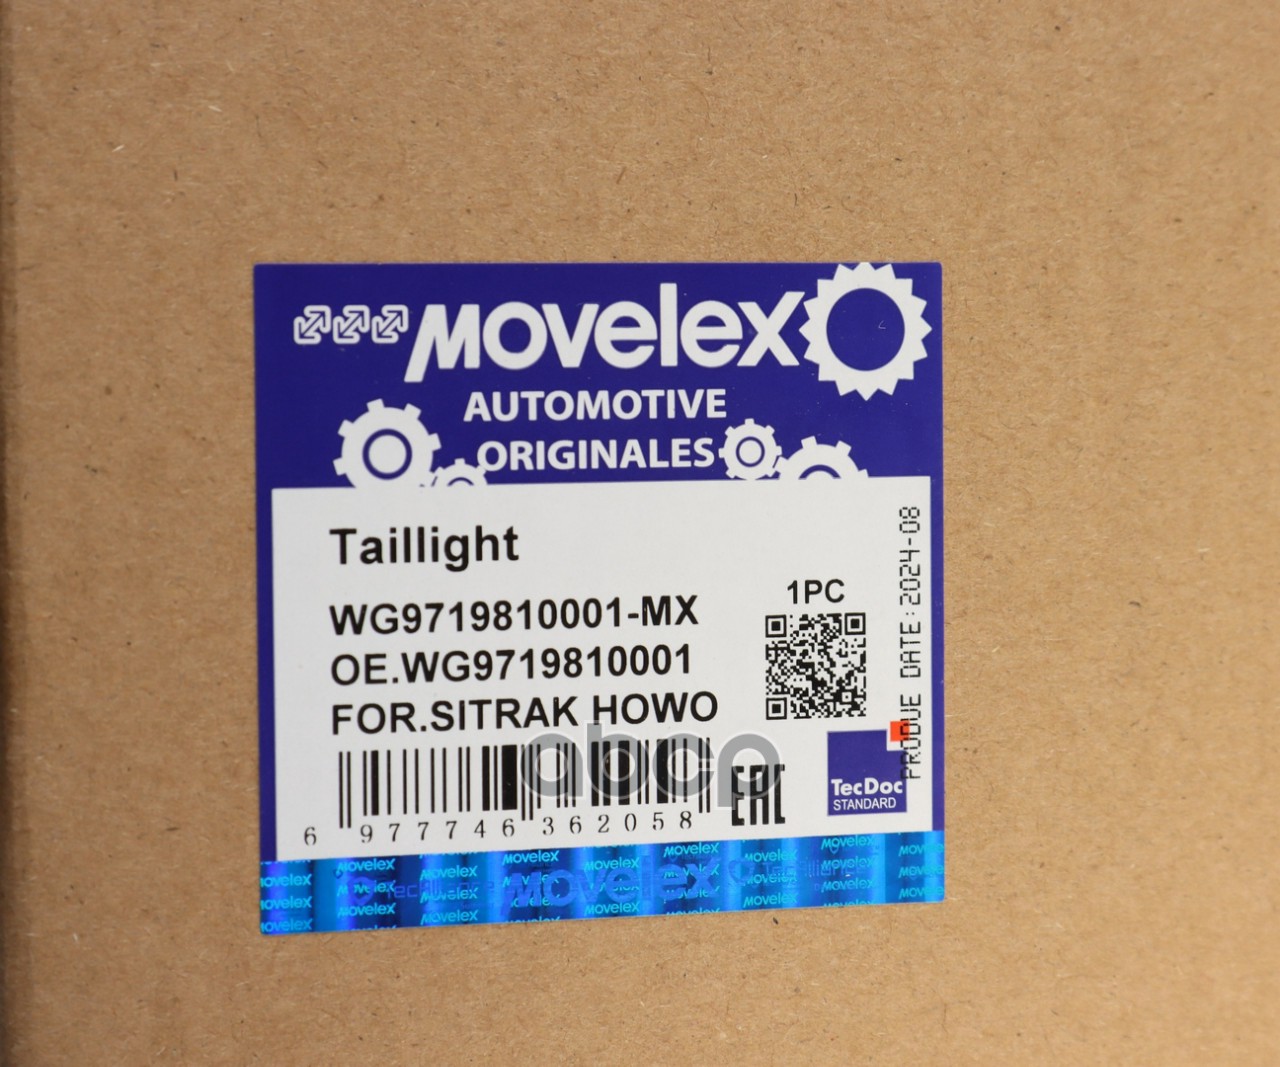 MOVelex
AUTOMOTIVE
ORIGINALES
Taillight
WG9719810001-MX
OE.WG9719810001
FOR.SITRAK HOWO
1PC
PRODUE DATE:2024-08
abcp
EAC
TecDoc
STANDARD
6 977746 362058
MOVelex